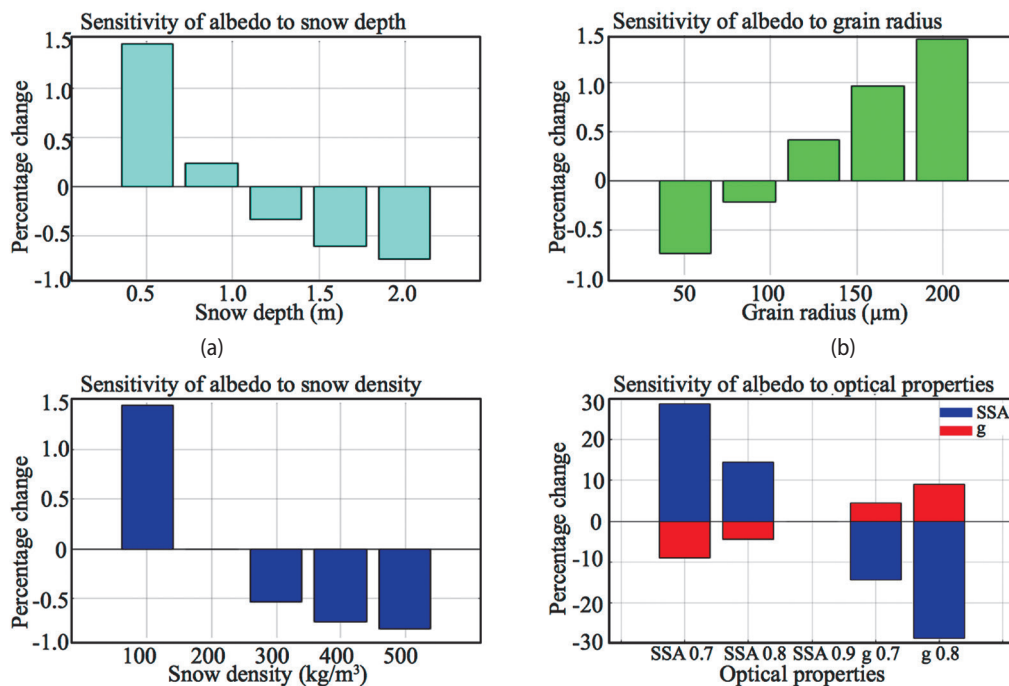 Sensitivity of albedo to snow depth
1.5
1.0
0.5
0
-0.5
-1.0
Percentage change
0.5 1.0 1.5 2.0
Snow depth (m)
(a)
Sensitivity of albedo to grain radius
1.5
1.0
0.5
0
-0.5
-1.0
Percentage change
50 100 150 200
Grain radius (µm)
(b)
Sensitivity of albedo to snow density
1.5
1.0
0.5
0
-0.5
-1.0
Percentage change
100 200 300 400 500
Snow density (kg/m³)
Sensitivity of albedo to optical properties
30
20
10
0
-10
-20
-30
Percentage change
SSA
g
SSA 0.7 SSA 0.8 SSA 0.9 g 0.7 g 0.8
Optical properties